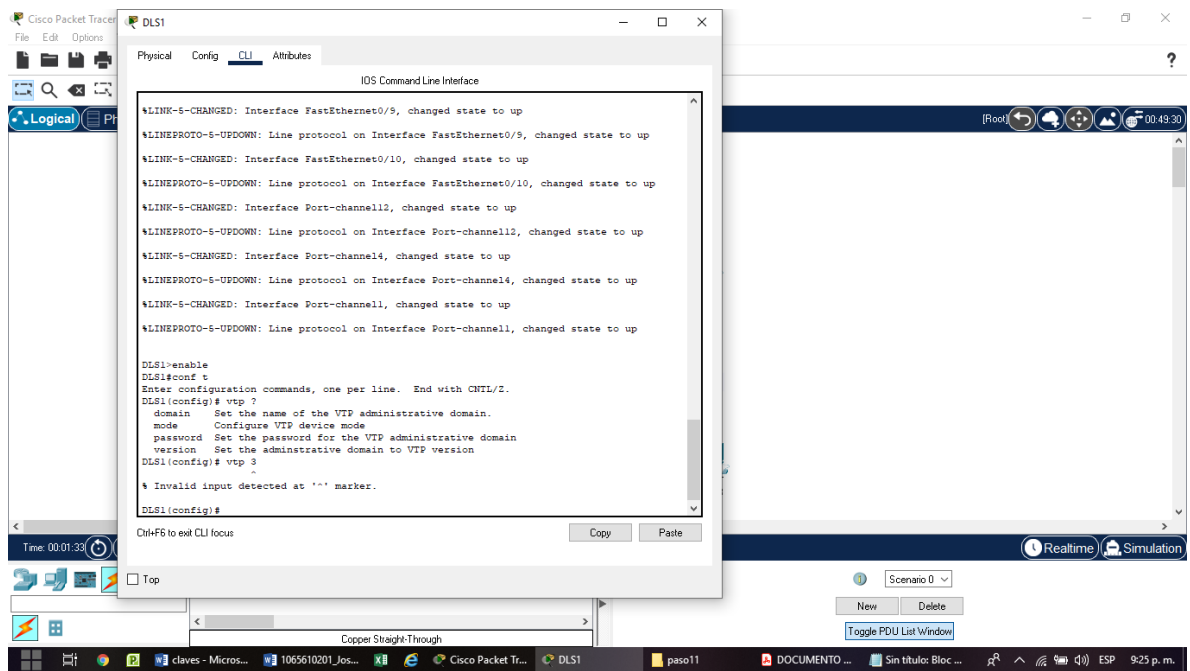 Cisco Packet Tracer
File Edit Options
DLS1
Physical Config CLI Attributes
IOS Command Line Interface
Logical
Ph
[Root]
00:49:30
%LINK-5-CHANGED: Interface FastEthernet0/9, changed state to up
%LINEPROTO-5-UPDOWN: Line protocol on Interface FastEthernet0/9, changed state to up
%LINK-5-CHANGED: Interface FastEthernet0/10, changed state to up
%LINEPROTO-5-UPDOWN: Line protocol on Interface FastEthernet0/10, changed state to up
%LINK-5-CHANGED: Interface Port-channel12, changed state to up
%LINEPROTO-5-UPDOWN: Line protocol on Interface Port-channel12, changed state to up
%LINK-5-CHANGED: Interface Port-channel4, changed state to up
%LINEPROTO-5-UPDOWN: Line protocol on Interface Port-channel4, changed state to up
%LINK-5-CHANGED: Interface Port-channel1, changed state to up
%LINEPROTO-5-UPDOWN: Line protocol on Interface Port-channel1, changed state to up
DLS1>enable
DLS1#conf t
Enter configuration commands, one per line. End with CNTL/Z.
DLS1(config)# vtp ?
domain Set the name of the VTP administrative domain.
mode Configure VTP device mode
password Set the password for the VTP administrative domain
version Set the adminstrative domain to VTP version
DLS1(config)# vtp 3
^
% Invalid input detected at '^' marker.
DLS1(config)#
Ctrl+F6 to exit CLI focus
Copy Paste
Time: 00:01:33
Realtime Simulation
Top
Scenario 0
New Delete
Toggle PDU List Window
Copper Straight-Through
claves - Micros... 1065610201_Jos... Cisco Packet Tr... DLS1 paso11 DOCUMENTO ... Sin título: Bloc ... ESP 9:25 p. m.